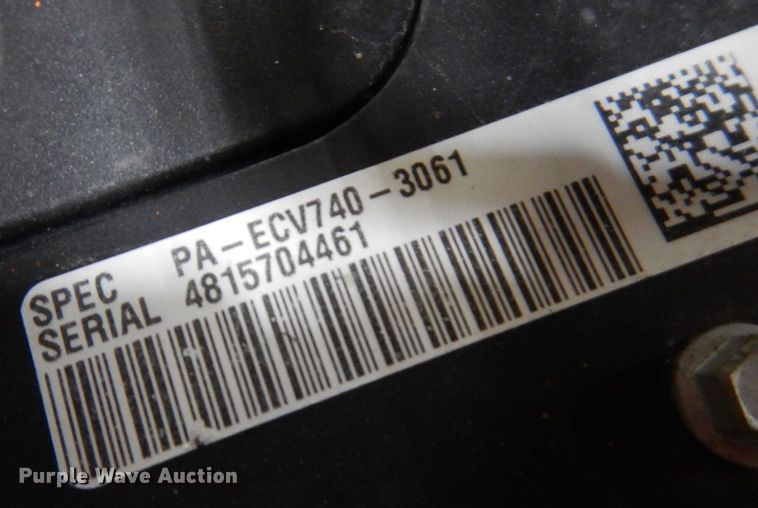 SPEC PA-ECV740-3061
SERIAL 4815704461
Purple Wave Auction